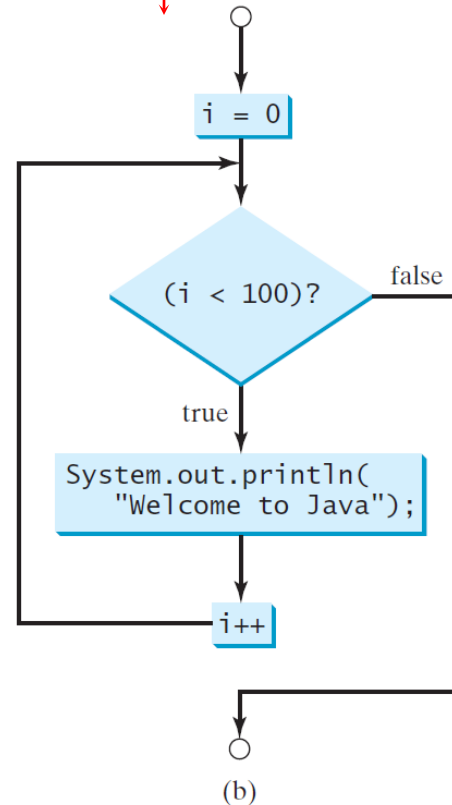 i = 0
(i < 100)?
false
true
System.out.println(
"Welcome to Java");
i++
(b)